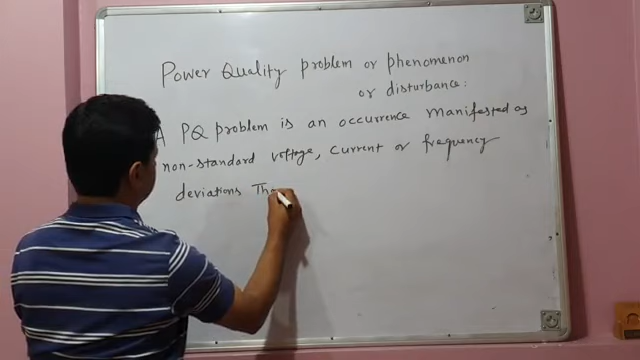 Power Quality problem or phenomenon
or disturbance:
A PQ problem is an occurrence manifested as
non-standard voltage, current or frequency
deviations Tha